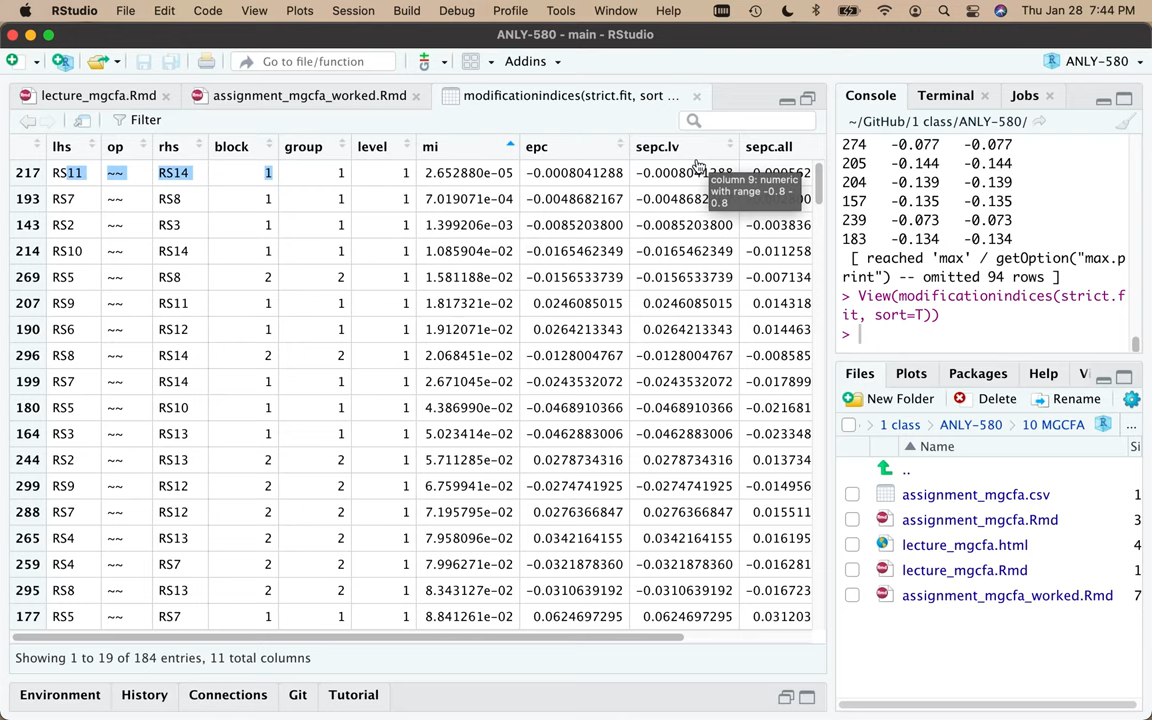 RStudio File Edit Code View Plots Session Build Debug Profile Tools Window Help Thu Jan 28 7:44 PM
ANLY-580 - main - RStudio
Go to file/function Addins ANLY-580
lecture_mgcfa.Rmd assignment_mgcfa_worked.Rmd modificationindices(strict.fit, sort ...
Filter
lhs op rhs block group level mi epc sepc.lv sepc.all
217 RS11 ~~ RS14 1 1 1 2.652880e-05 -0.0008041288
193 RS7 ~~ RS8 1 1 1 7.019071e-04 -0.0048682167
143 RS2 ~~ RS3 1 1 1 1.399206e-03 -0.0085203800 -0.0085203800 -0.003836
214 RS10 ~~ RS14 1 1 1 1.085904e-02 -0.0165462349 -0.0165462349 -0.011258
269 RS5 ~~ RS8 2 2 1 1.581188e-02 -0.0156533739 -0.0156533739 -0.007134
207 RS9 ~~ RS11 1 1 1 1.817321e-02 0.0246085015 0.0246085015 0.014318
190 RS6 ~~ RS12 1 1 1 1.912071e-02 0.0264213343 0.0264213343 0.014463
296 RS8 ~~ RS14 2 2 1 2.068451e-02 -0.0128004767 -0.0128004767 -0.008585
199 RS7 ~~ RS14 1 1 1 2.671045e-02 -0.0243532072 -0.0243532072 -0.017899
180 RS5 ~~ RS10 1 1 1 4.386990e-02 -0.0468910366 -0.0468910366 -0.021681
164 RS3 ~~ RS13 1 1 1 5.023414e-02 -0.0462883006 -0.0462883006 -0.023348
244 RS2 ~~ RS13 2 2 1 5.711285e-02 0.0278734316 0.0278734316 0.013734
299 RS9 ~~ RS12 2 2 1 6.759941e-02 -0.0274741925 -0.0274741925 -0.014956
288 RS7 ~~ RS12 2 2 1 7.195795e-02 0.0276366847 0.0276366847 0.015511
265 RS4 ~~ RS13 2 2 1 7.958096e-02 0.0342164155 0.0342164155 0.016195
259 RS4 ~~ RS7 2 2 1 7.996271e-02 -0.0321878360 -0.0321878360 -0.016281
295 RS8 ~~ RS13 2 2 1 8.343127e-02 -0.0310639192 -0.0310639192 -0.016723
177 RS5 ~~ RS7 1 1 1 8.841261e-02 0.0624697295 0.0624697295 0.031203
column 9: numeric
with range -0.8 -
0.8
Showing 1 to 19 of 184 entries, 11 total columns
Environment History Connections Git Tutorial
Console Terminal Jobs
~/GitHub/1 class/ANLY-580/
274 -0.077 -0.077
205 -0.144 -0.144
204 -0.139 -0.139
157 -0.135 -0.135
239 -0.073 -0.073
183 -0.134 -0.134
[ reached 'max' / getOption("max.p
rint") -- omitted 94 rows ]
> View(modificationindices(strict.f
it, sort=T))
>
Files Plots Packages Help
New Folder Delete Rename
1 class ANLY-580 10 MGCFA ...
Name Si
..
assignment_mgcfa.csv 1
assignment_mgcfa.Rmd 3
lecture_mgcfa.html 4
lecture_mgcfa.Rmd 1
assignment_mgcfa_worked.Rmd 7